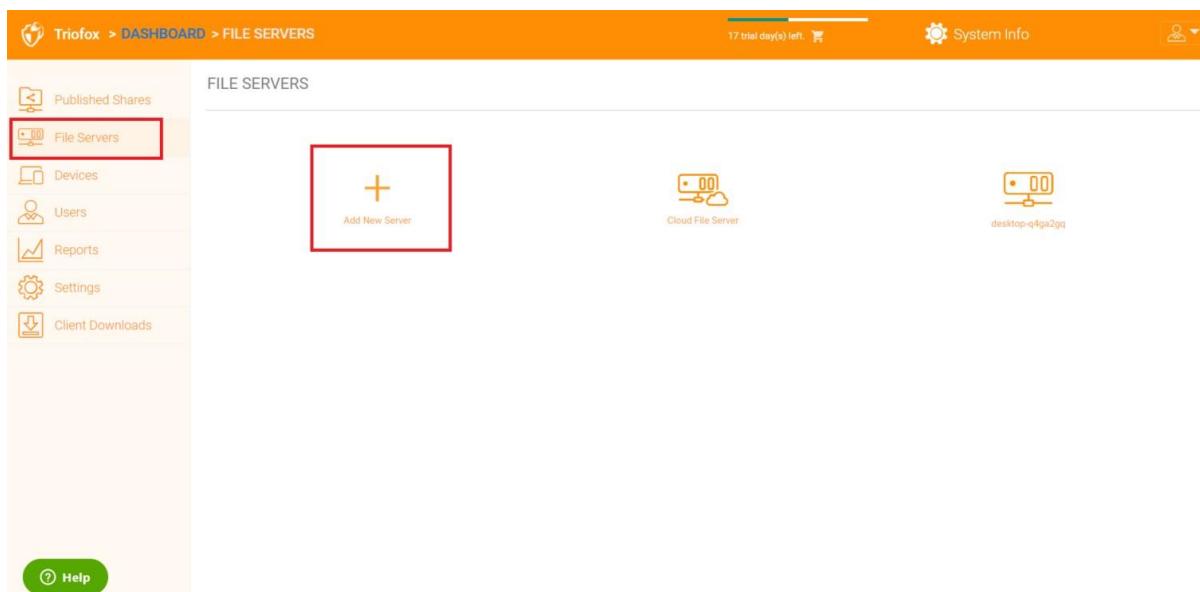 Triofox > DASHBOARD > FILE SERVERS
17 trial day(s) left.
System Info
Published Shares
File Servers
Devices
Users
Reports
Settings
Client Downloads
FILE SERVERS
Add New Server
Cloud File Server
desktop-q4ga2gq
? Help